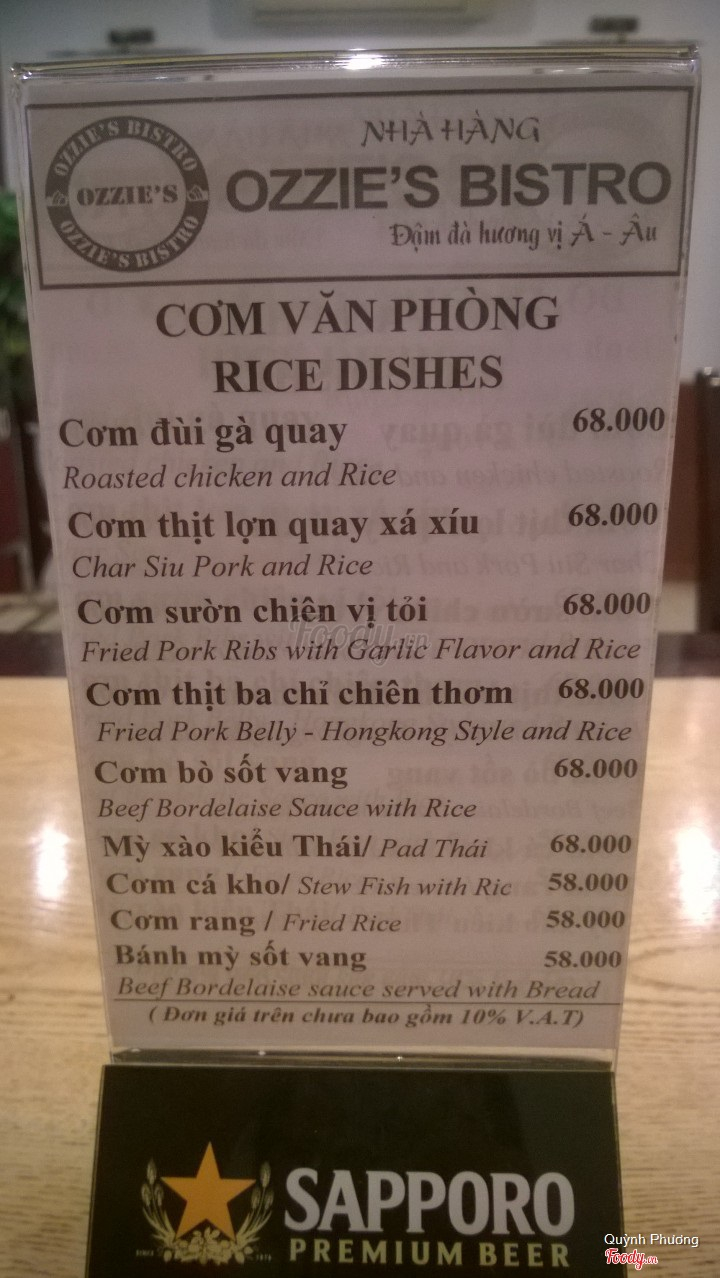 OZZIE'S BISTRO
OZZIE'S
OZZIE'S BISTRO
NHÀ HÀNG
OZZIE'S BISTRO
Đậm đà hương vị Á - Âu
CƠM VĂN PHÒNG
RICE DISHES
Cơm đùi gà quay 68.000
Roasted chicken and Rice
Cơm thịt lợn quay xá xíu 68.000
Char Siu Pork and Rice
Cơm sườn chiên vị tỏi 68.000
Fried Pork Ribs with Garlic Flavor and Rice
Cơm thịt ba chỉ chiên thơm 68.000
Fried Pork Belly - Hongkong Style and Rice
Cơm bò sốt vang 68.000
Beef Bordelaise Sauce with Rice
Mỳ xào kiểu Thái/ Pad Thái 68.000
Cơm cá kho/ Stew Fish with Ric 58.000
Cơm rang / Fried Rice 58.000
Bánh mỳ sốt vang 58.000
Beef Bordelaise sauce served with Bread
( Đơn giá trên chưa bao gồm 10% V.A.T)
Foody.vn
SAPPORO
PREMIUM BEER
SINCE 1876
Quỳnh Phương
Foody.vn